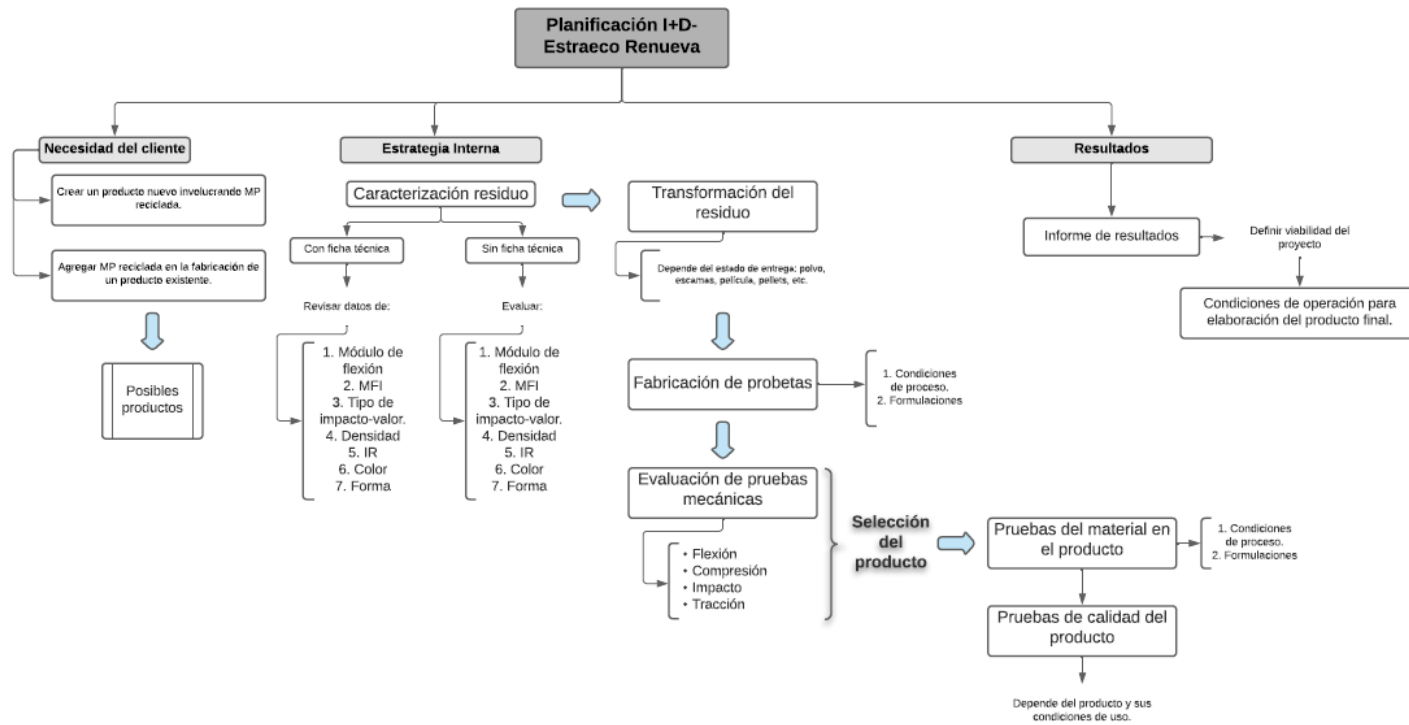 Planificación I+D-
Estraeco Renueva
Necesidad del cliente
Crear un producto nuevo involucrando MP
reciclada.
Agregar MP reciclada en la fabricación de
un producto existente.
Posibles
productos
Estrategia Interna
Caracterización residuo
Con ficha técnica
Revisar datos de:
1. Módulo de
flexión
2. MFI
3. Tipo de
impacto-valor.
4. Densidad
5. IR
6. Color
7. Forma
Sin ficha técnica
Evaluar:
1. Módulo de
flexión
2. MFI
3. Tipo de
impacto-valor.
4. Densidad
5. IR
6. Color
7. Forma
Transformación del
residuo
Depende del estado de entrega: polvo,
escamas, película, pellets, etc.
Fabricación de probetas
1. Condiciones
de proceso.
2. Formulaciones
Evaluación de pruebas
mecánicas
• Flexión
• Compresión
• Impacto
• Tracción
Selección
del
producto
Pruebas del material en
el producto
1. Condiciones
de proceso.
2. Formulaciones
Pruebas de calidad del
producto
Depende del producto y sus
condiciones de uso.
Resultados
Informe de resultados
Definir viabilidad del
proyecto
Condiciones de operación para
elaboración del producto final.